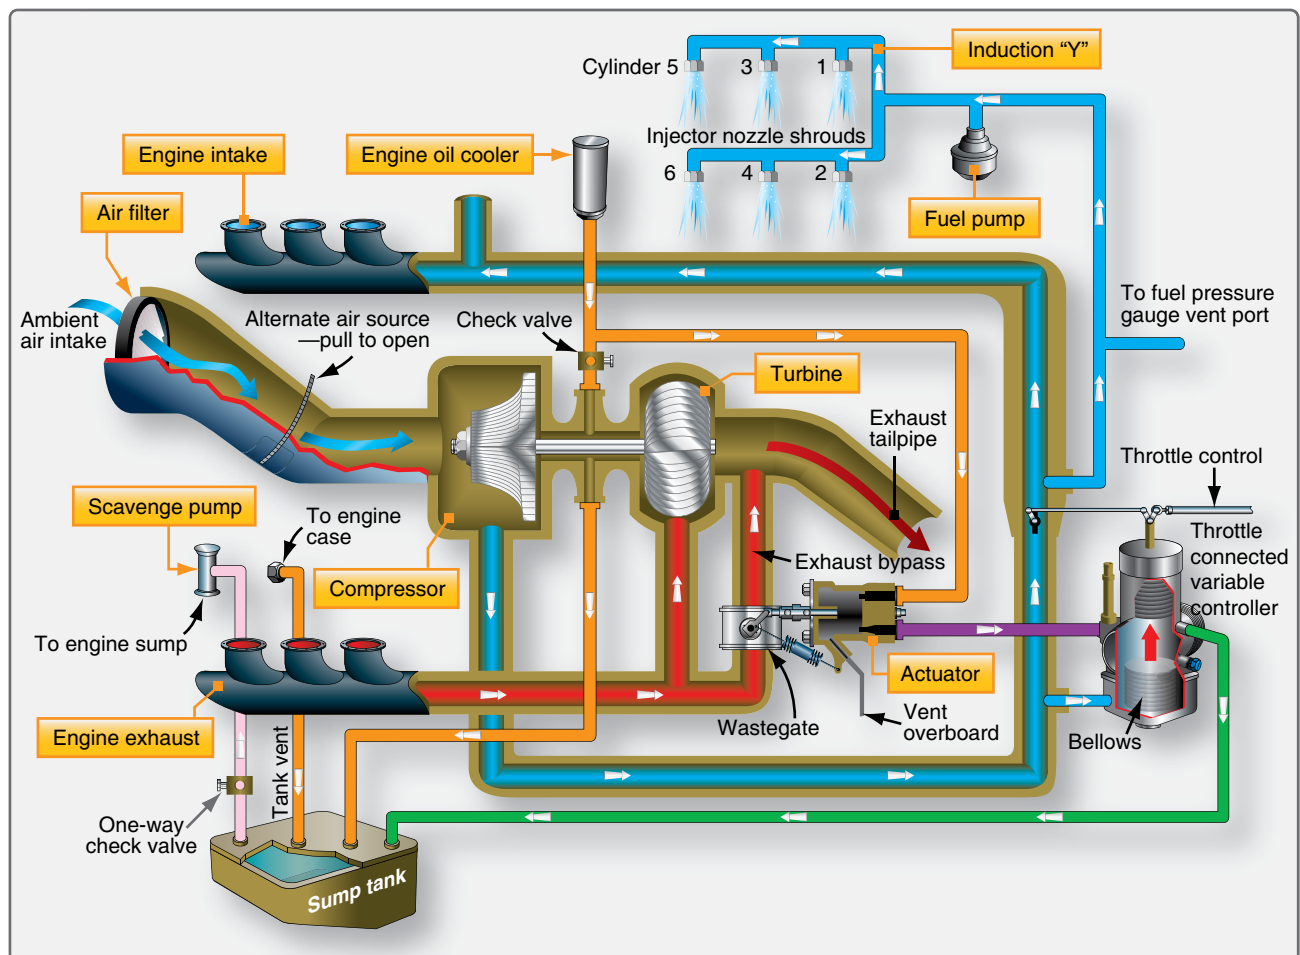 Induction “Y”
Cylinder 5
3
1
Injector nozzle shrouds
6
4
2
Fuel pump
Engine intake
Engine oil cooler
Air filter
Ambient
air intake
Alternate air source
—pull to open
Check valve
To fuel pressure
gauge vent port
Turbine
Exhaust
tailpipe
Throttle control
Scavenge pump
To engine
case
Compressor
Exhaust bypass
Throttle
connected
variable
controller
To engine sump
Actuator
Engine exhaust
Wastegate
Vent
overboard
Bellows
Tank vent
One-way
check valve
Sump tank